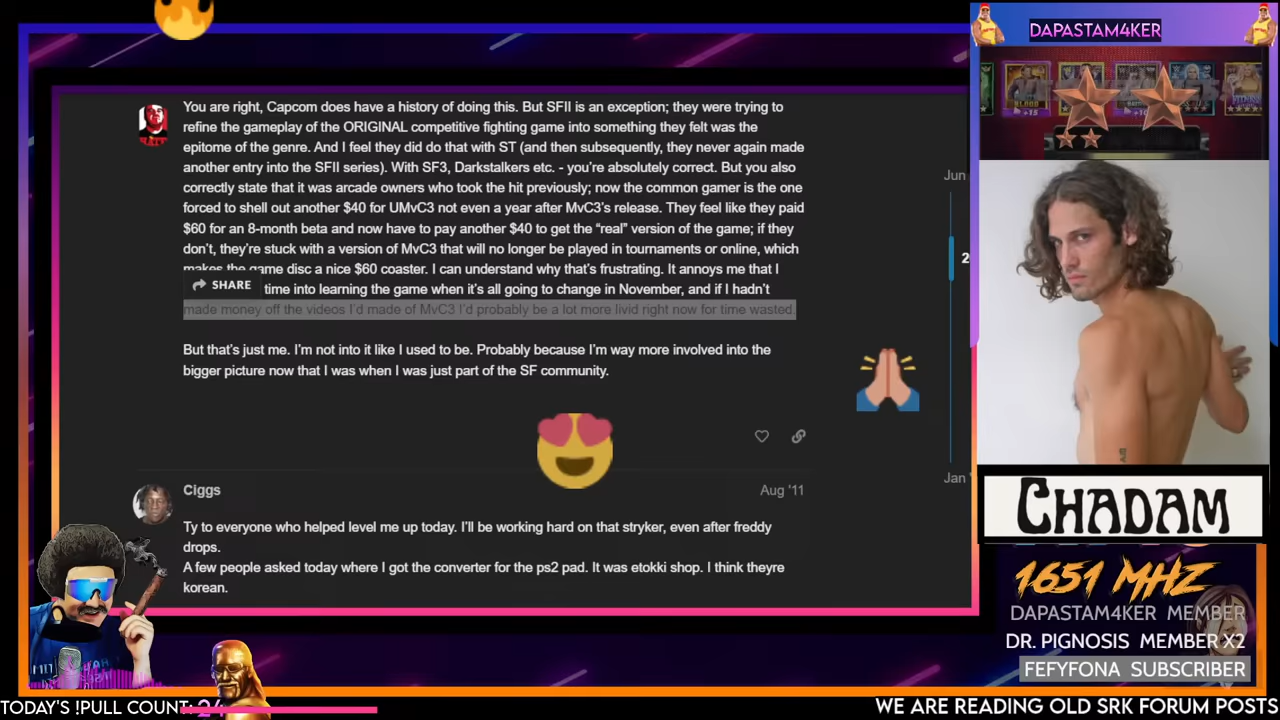 DAPASTAM4KER
You are right, Capcom does have a history of doing this. But SFII is an exception; they were trying to
refine the gameplay of the ORIGINAL competitive fighting game into something they felt was the
epitome of the genre. And I feel they did do that with ST (and then subsequently, they never again made
another entry into the SFII series). With SF3, Darkstalkers etc. - you're absolutely correct. But you also
correctly state that it was arcade owners who took the hit previously; now the common gamer is the one
forced to shell out another $40 for UMvC3 not even a year after MvC3's release. They feel like they paid
$60 for an 8-month beta and now have to pay another $40 to get the “real” version of the game; if they
don't, they're stuck with a version of MvC3 that will no longer be played in tournaments or online, which
makes the game disc a nice $60 coaster. I can understand why that's frustrating. It annoys me that I
SHARE time into learning the game when it's all going to change in November, and if I hadn't
made money off the videos I'd made of MvC3 I'd probably be a lot more livid right now for time wasted.
But that's just me. I'm not into it like I used to be. Probably because I'm way more involved into the
bigger picture now that I was when I was just part of the SF community.
Jun
2
Jan
Ciggs
Aug '11
Ty to everyone who helped level me up today. I'll be working hard on that stryker, even after freddy
drops.
A few people asked today where I got the converter for the ps2 pad. It was etokki shop. I think theyre
korean.
CHADAM
1651 MHZ
DAPASTAM4KER MEMBER
DR. PIGNOSIS MEMBER X2
FEFYFONA SUBSCRIBER
TODAY'S !PULL COUNT: 24
WE ARE READING OLD SRK FORUM POSTS